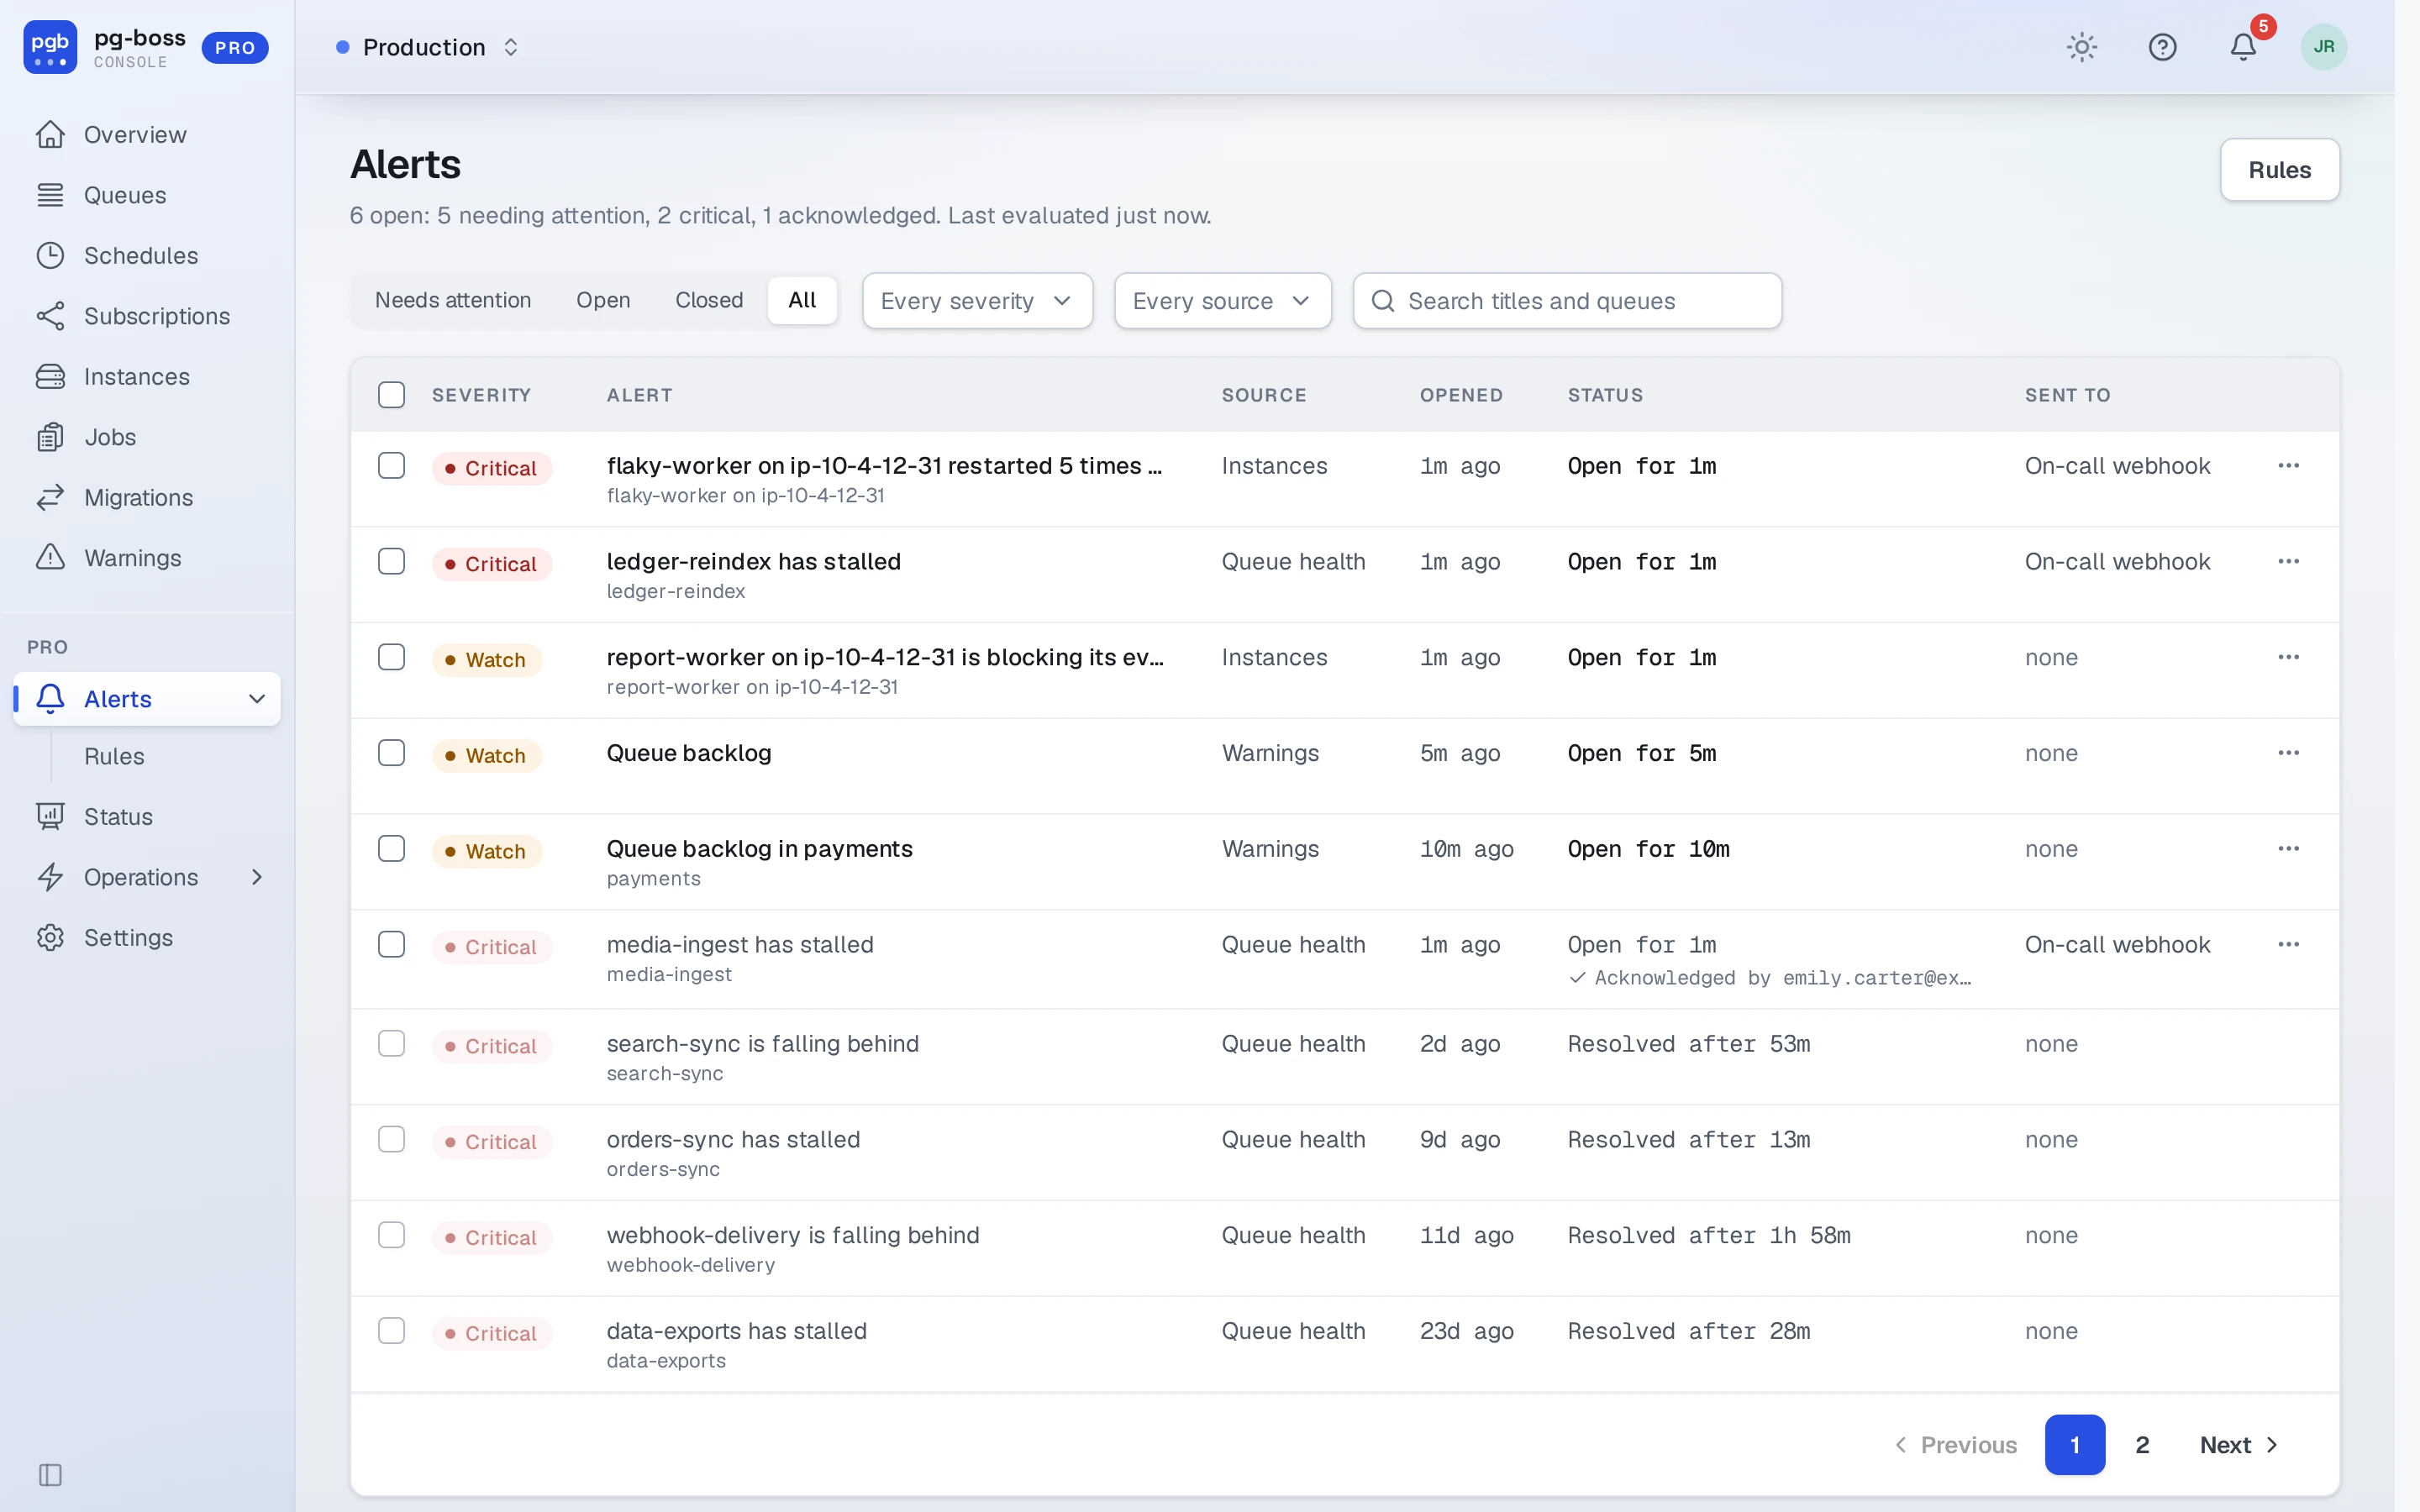 pgb
pg-boss
CONSOLE
PRO
Production
5
JR
Overview
Queues
Schedules
Subscriptions
Instances
Jobs
Migrations
Warnings
PRO
Alerts
Rules
Status
Operations
Settings
Alerts
Rules
6 open: 5 needing attention, 2 critical, 1 acknowledged. Last evaluated just now.
Needs attention Open Closed All Every severity Every source Search titles and queues
SEVERITY ALERT SOURCE OPENED STATUS SENT TO
Critical flaky-worker on ip-10-4-12-31 restarted 5 times … Instances 1m ago Open for 1m On-call webhook
flaky-worker on ip-10-4-12-31
Critical ledger-reindex has stalled Queue health 1m ago Open for 1m On-call webhook
ledger-reindex
Watch report-worker on ip-10-4-12-31 is blocking its ev… Instances 1m ago Open for 1m none
report-worker on ip-10-4-12-31
Watch Queue backlog Warnings 5m ago Open for 5m none
Watch Queue backlog in payments Warnings 10m ago Open for 10m none
payments
Critical media-ingest has stalled Queue health 1m ago Open for 1m On-call webhook
media-ingest Acknowledged by emily.carter@ex…
Critical search-sync is falling behind Queue health 2d ago Resolved after 53m none
search-sync
Critical orders-sync has stalled Queue health 9d ago Resolved after 13m none
orders-sync
Critical webhook-delivery is falling behind Queue health 11d ago Resolved after 1h 58m none
webhook-delivery
Critical data-exports has stalled Queue health 23d ago Resolved after 28m none
data-exports
Previous 1 2 Next